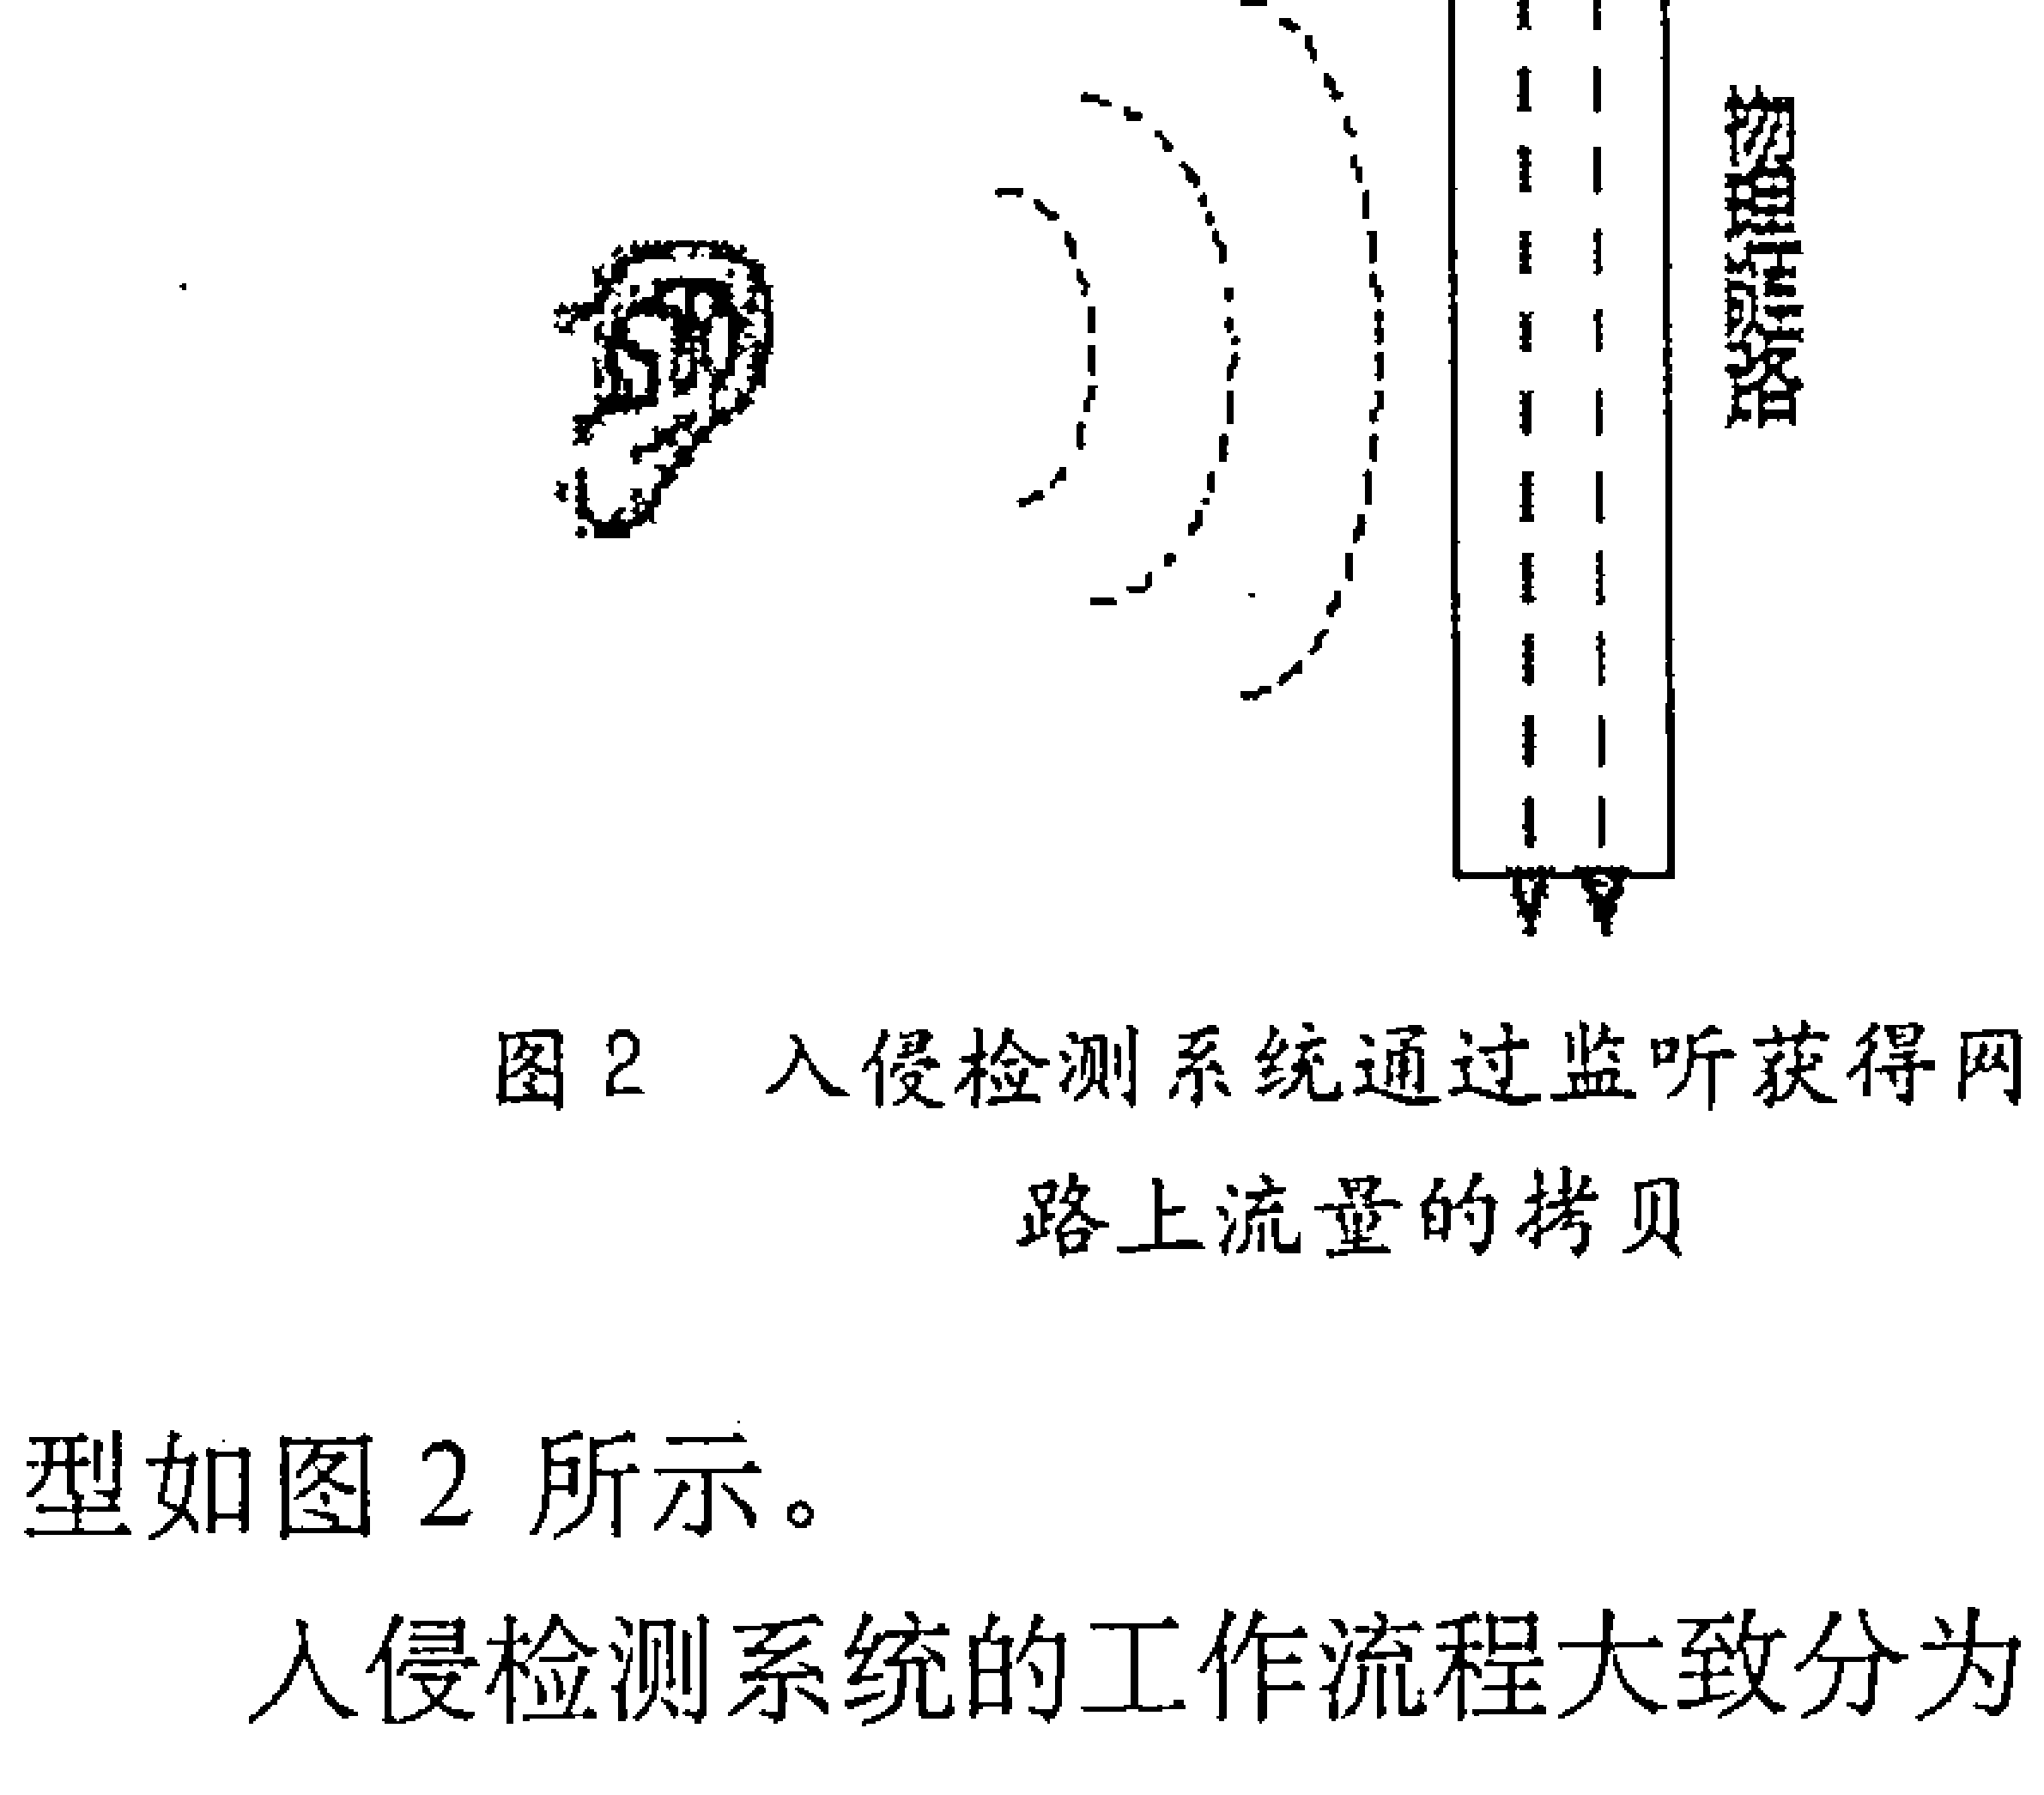 物理链路
图2 入侵检测系统通过监听获得网
路上流量的拷贝
型如图 2 所示。
入侵检测系统的工作流程大致分为